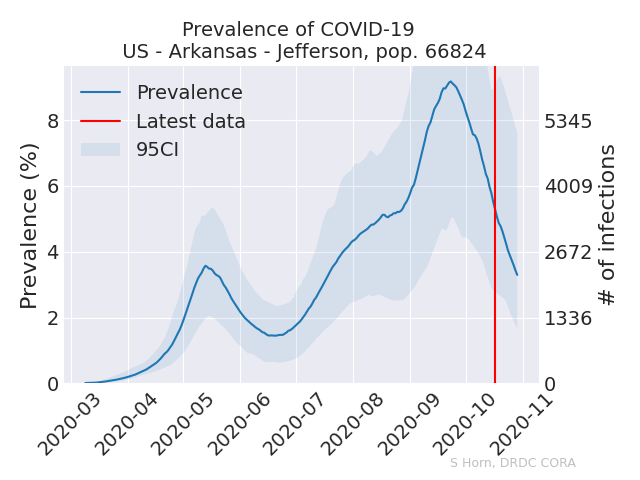 Prevalence of COVID-19
US - Arkansas - Jefferson, pop. 66824
Prevalence
Latest data
95CI
Prevalence (%)
8
6
4
2
0
5345
4009
2672
1336
0
# of infections
2020-03
2020-04
2020-05
2020-06
2020-07
2020-08
2020-09
2020-10
2020-11
S Horn, DRDC CORA